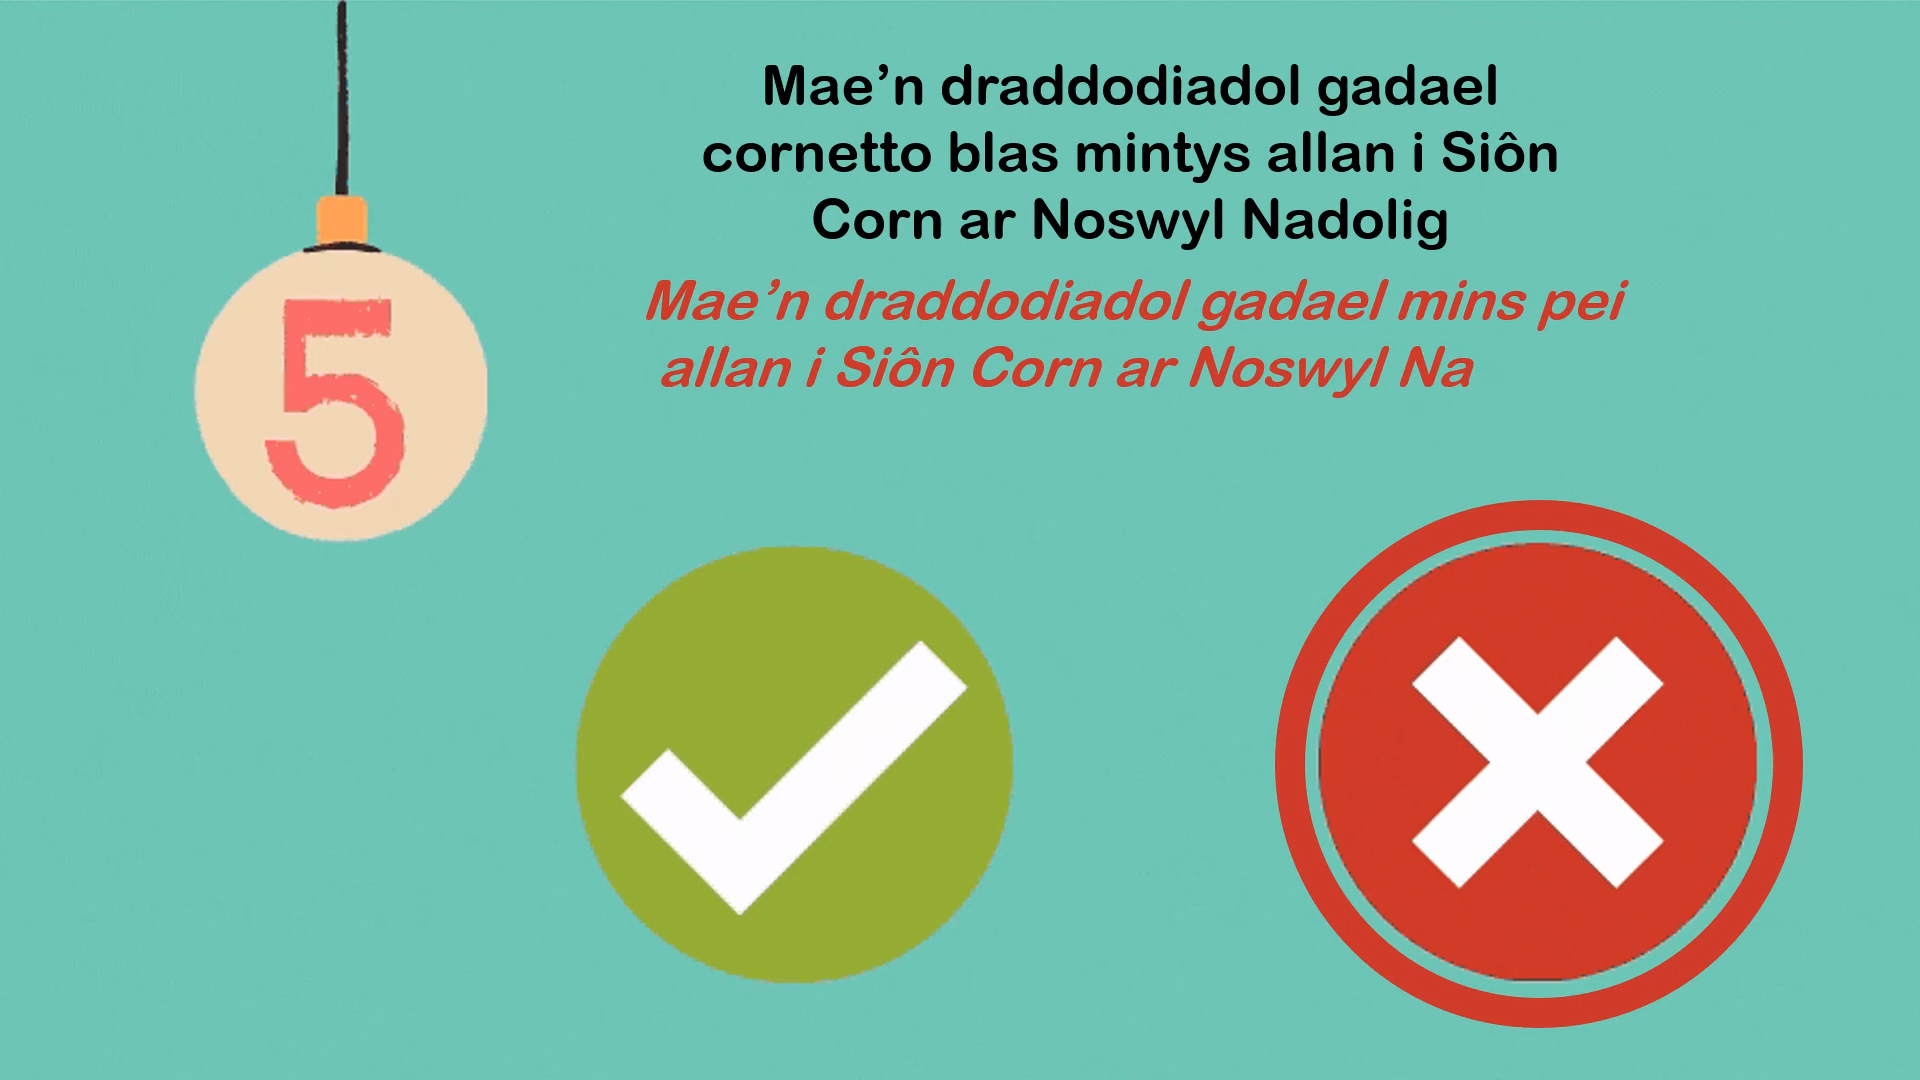 Mae’n draddodiadol gadael
cornetto blas mintys allan i Siôn
Corn ar Noswyl Nadolig
Mae’n draddodiadol gadael mins pei
allan i Siôn Corn ar Noswyl Na
5